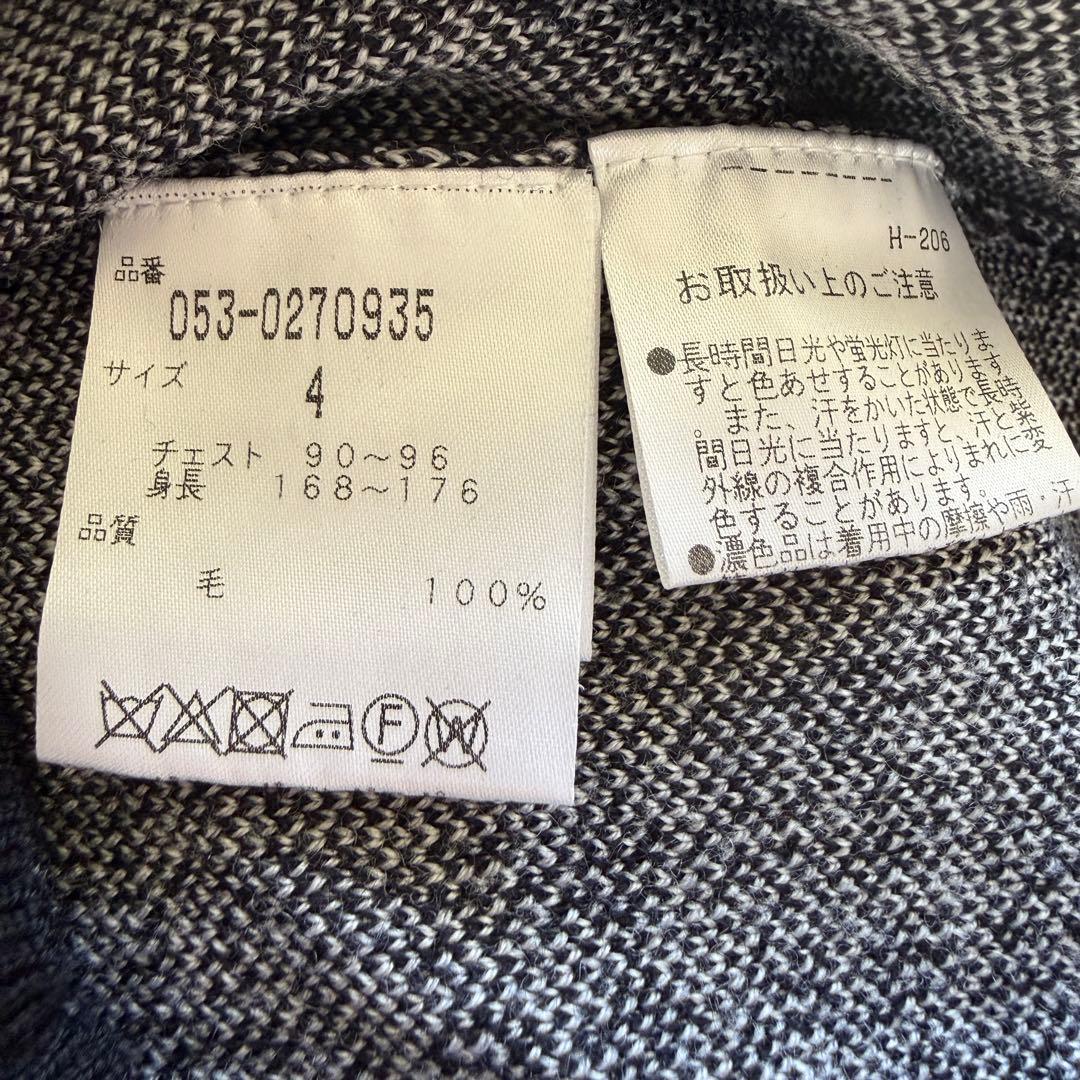 品番
053-0270935
サイズ
4
チェスト 90～96
身長 168～176
品質
毛 100%
F
W
H-206
お取扱い上のご注意
●長時間日光や蛍光灯に当たりま
すと色あせすることがあります
。また、汗をかいた状態で長時
間日光に当たりますと、汗と紫
外線の複合作用によりまれに変
色することがあります。
●濃色品は着用中の摩擦や雨・汗